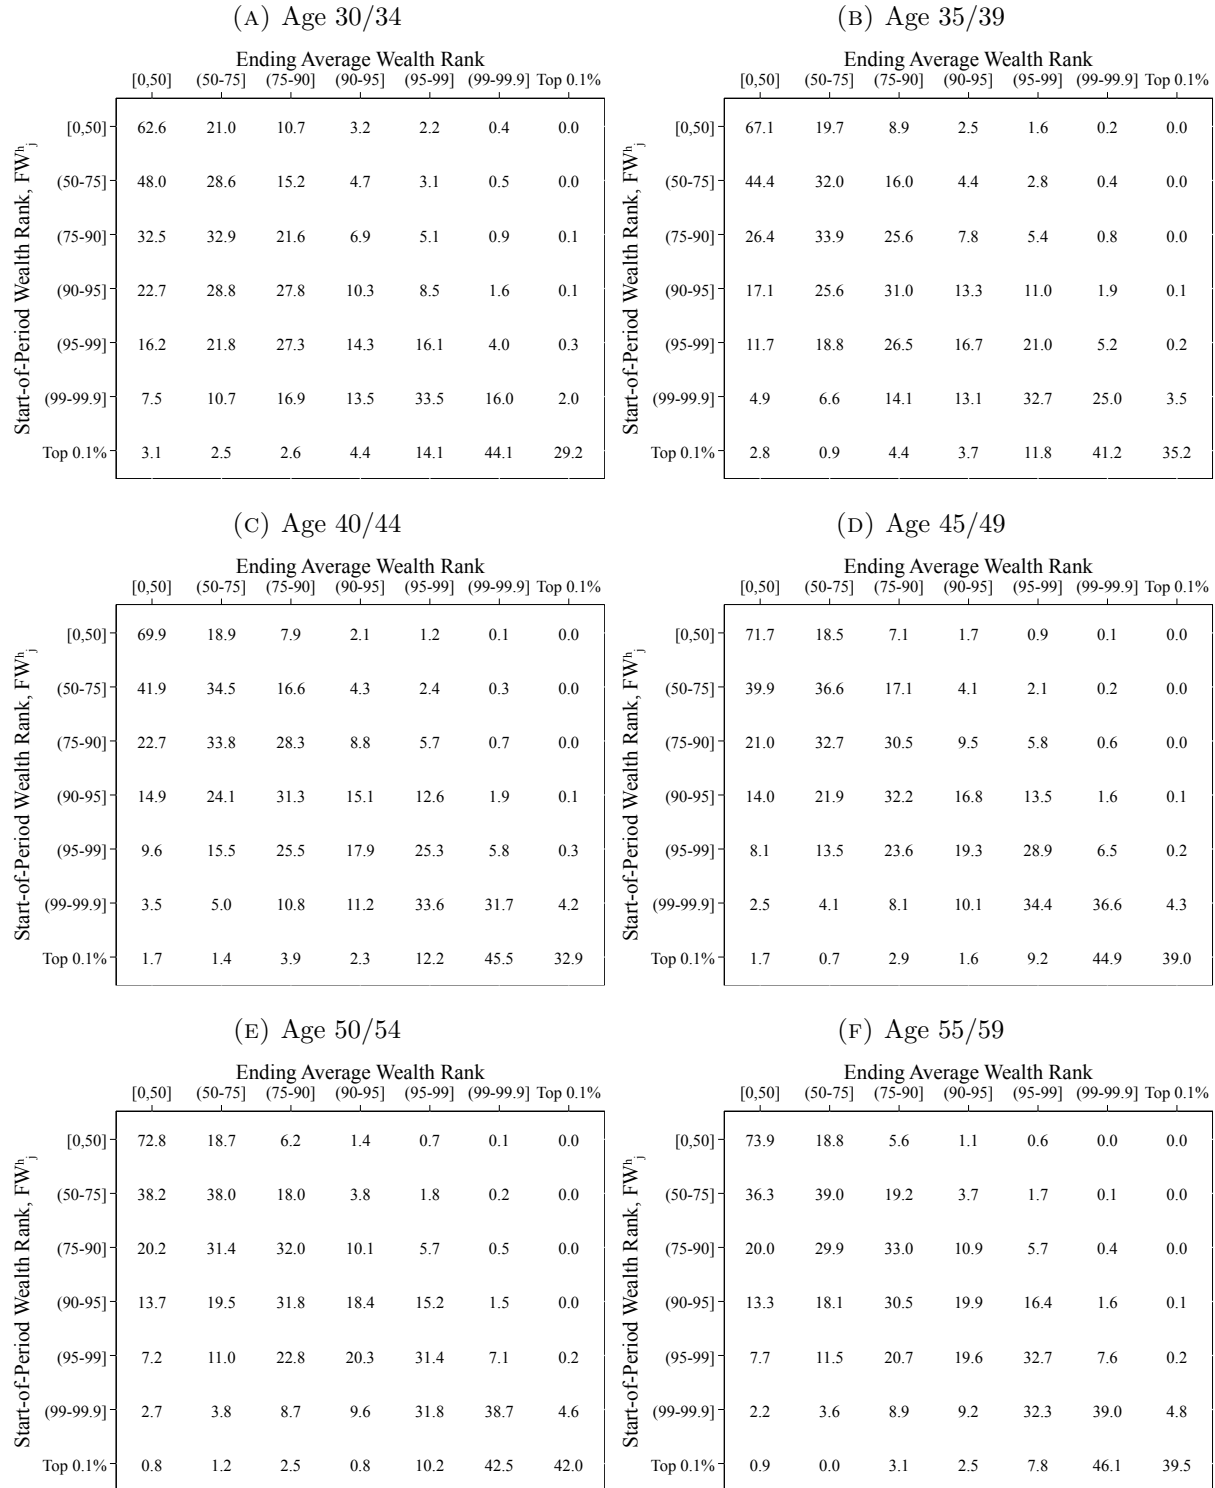 (A) Age 30/34
Ending Average Wealth Rank
[0,50] (50-75] (75-90] (90-95] (95-99] (99-99.9] Top 0.1%
Start-of-Period Wealth Rank, FWʰⱼ
[0,50] 62.6 21.0 10.7 3.2 2.2 0.4 0.0
(50-75] 48.0 28.6 15.2 4.7 3.1 0.5 0.0
(75-90] 32.5 32.9 21.6 6.9 5.1 0.9 0.1
(90-95] 22.7 28.8 27.8 10.3 8.5 1.6 0.1
(95-99] 16.2 21.8 27.3 14.3 16.1 4.0 0.3
(99-99.9] 7.5 10.7 16.9 13.5 33.5 16.0 2.0
Top 0.1% 3.1 2.5 2.6 4.4 14.1 44.1 29.2
(B) Age 35/39
Ending Average Wealth Rank
[0,50] (50-75] (75-90] (90-95] (95-99] (99-99.9] Top 0.1%
Start-of-Period Wealth Rank, FWʰⱼ
[0,50] 67.1 19.7 8.9 2.5 1.6 0.2 0.0
(50-75] 44.4 32.0 16.0 4.4 2.8 0.4 0.0
(75-90] 26.4 33.9 25.6 7.8 5.4 0.8 0.0
(90-95] 17.1 25.6 31.0 13.3 11.0 1.9 0.1
(95-99] 11.7 18.8 26.5 16.7 21.0 5.2 0.2
(99-99.9] 4.9 6.6 14.1 13.1 32.7 25.0 3.5
Top 0.1% 2.8 0.9 4.4 3.7 11.8 41.2 35.2
(C) Age 40/44
Ending Average Wealth Rank
[0,50] (50-75] (75-90] (90-95] (95-99] (99-99.9] Top 0.1%
Start-of-Period Wealth Rank, FWʰⱼ
[0,50] 69.9 18.9 7.9 2.1 1.2 0.1 0.0
(50-75] 41.9 34.5 16.6 4.3 2.4 0.3 0.0
(75-90] 22.7 33.8 28.3 8.8 5.7 0.7 0.0
(90-95] 14.9 24.1 31.3 15.1 12.6 1.9 0.1
(95-99] 9.6 15.5 25.5 17.9 25.3 5.8 0.3
(99-99.9] 3.5 5.0 10.8 11.2 33.6 31.7 4.2
Top 0.1% 1.7 1.4 3.9 2.3 12.2 45.5 32.9
(D) Age 45/49
Ending Average Wealth Rank
[0,50] (50-75] (75-90] (90-95] (95-99] (99-99.9] Top 0.1%
Start-of-Period Wealth Rank, FWʰⱼ
[0,50] 71.7 18.5 7.1 1.7 0.9 0.1 0.0
(50-75] 39.9 36.6 17.1 4.1 2.1 0.2 0.0
(75-90] 21.0 32.7 30.5 9.5 5.8 0.6 0.0
(90-95] 14.0 21.9 32.2 16.8 13.5 1.6 0.1
(95-99] 8.1 13.5 23.6 19.3 28.9 6.5 0.2
(99-99.9] 2.5 4.1 8.1 10.1 34.4 36.6 4.3
Top 0.1% 1.7 0.7 2.9 1.6 9.2 44.9 39.0
(E) Age 50/54
Ending Average Wealth Rank
[0,50] (50-75] (75-90] (90-95] (95-99] (99-99.9] Top 0.1%
Start-of-Period Wealth Rank, FWʰⱼ
[0,50] 72.8 18.7 6.2 1.4 0.7 0.1 0.0
(50-75] 38.2 38.0 18.0 3.8 1.8 0.2 0.0
(75-90] 20.2 31.4 32.0 10.1 5.7 0.5 0.0
(90-95] 13.7 19.5 31.8 18.4 15.2 1.5 0.0
(95-99] 7.2 11.0 22.8 20.3 31.4 7.1 0.2
(99-99.9] 2.7 3.8 8.7 9.6 31.8 38.7 4.6
Top 0.1% 0.8 1.2 2.5 0.8 10.2 42.5 42.0
(F) Age 55/59
Ending Average Wealth Rank
[0,50] (50-75] (75-90] (90-95] (95-99] (99-99.9] Top 0.1%
Start-of-Period Wealth Rank, FWʰⱼ
[0,50] 73.9 18.8 5.6 1.1 0.6 0.0 0.0
(50-75] 36.3 39.0 19.2 3.7 1.7 0.1 0.0
(75-90] 20.0 29.9 33.0 10.9 5.7 0.4 0.0
(90-95] 13.3 18.1 30.5 19.9 16.4 1.6 0.1
(95-99] 7.7 11.5 20.7 19.6 32.7 7.6 0.2
(99-99.9] 2.2 3.6 8.9 9.2 32.3 39.0 4.8
Top 0.1% 0.9 0.0 3.1 2.5 7.8 46.1 39.5